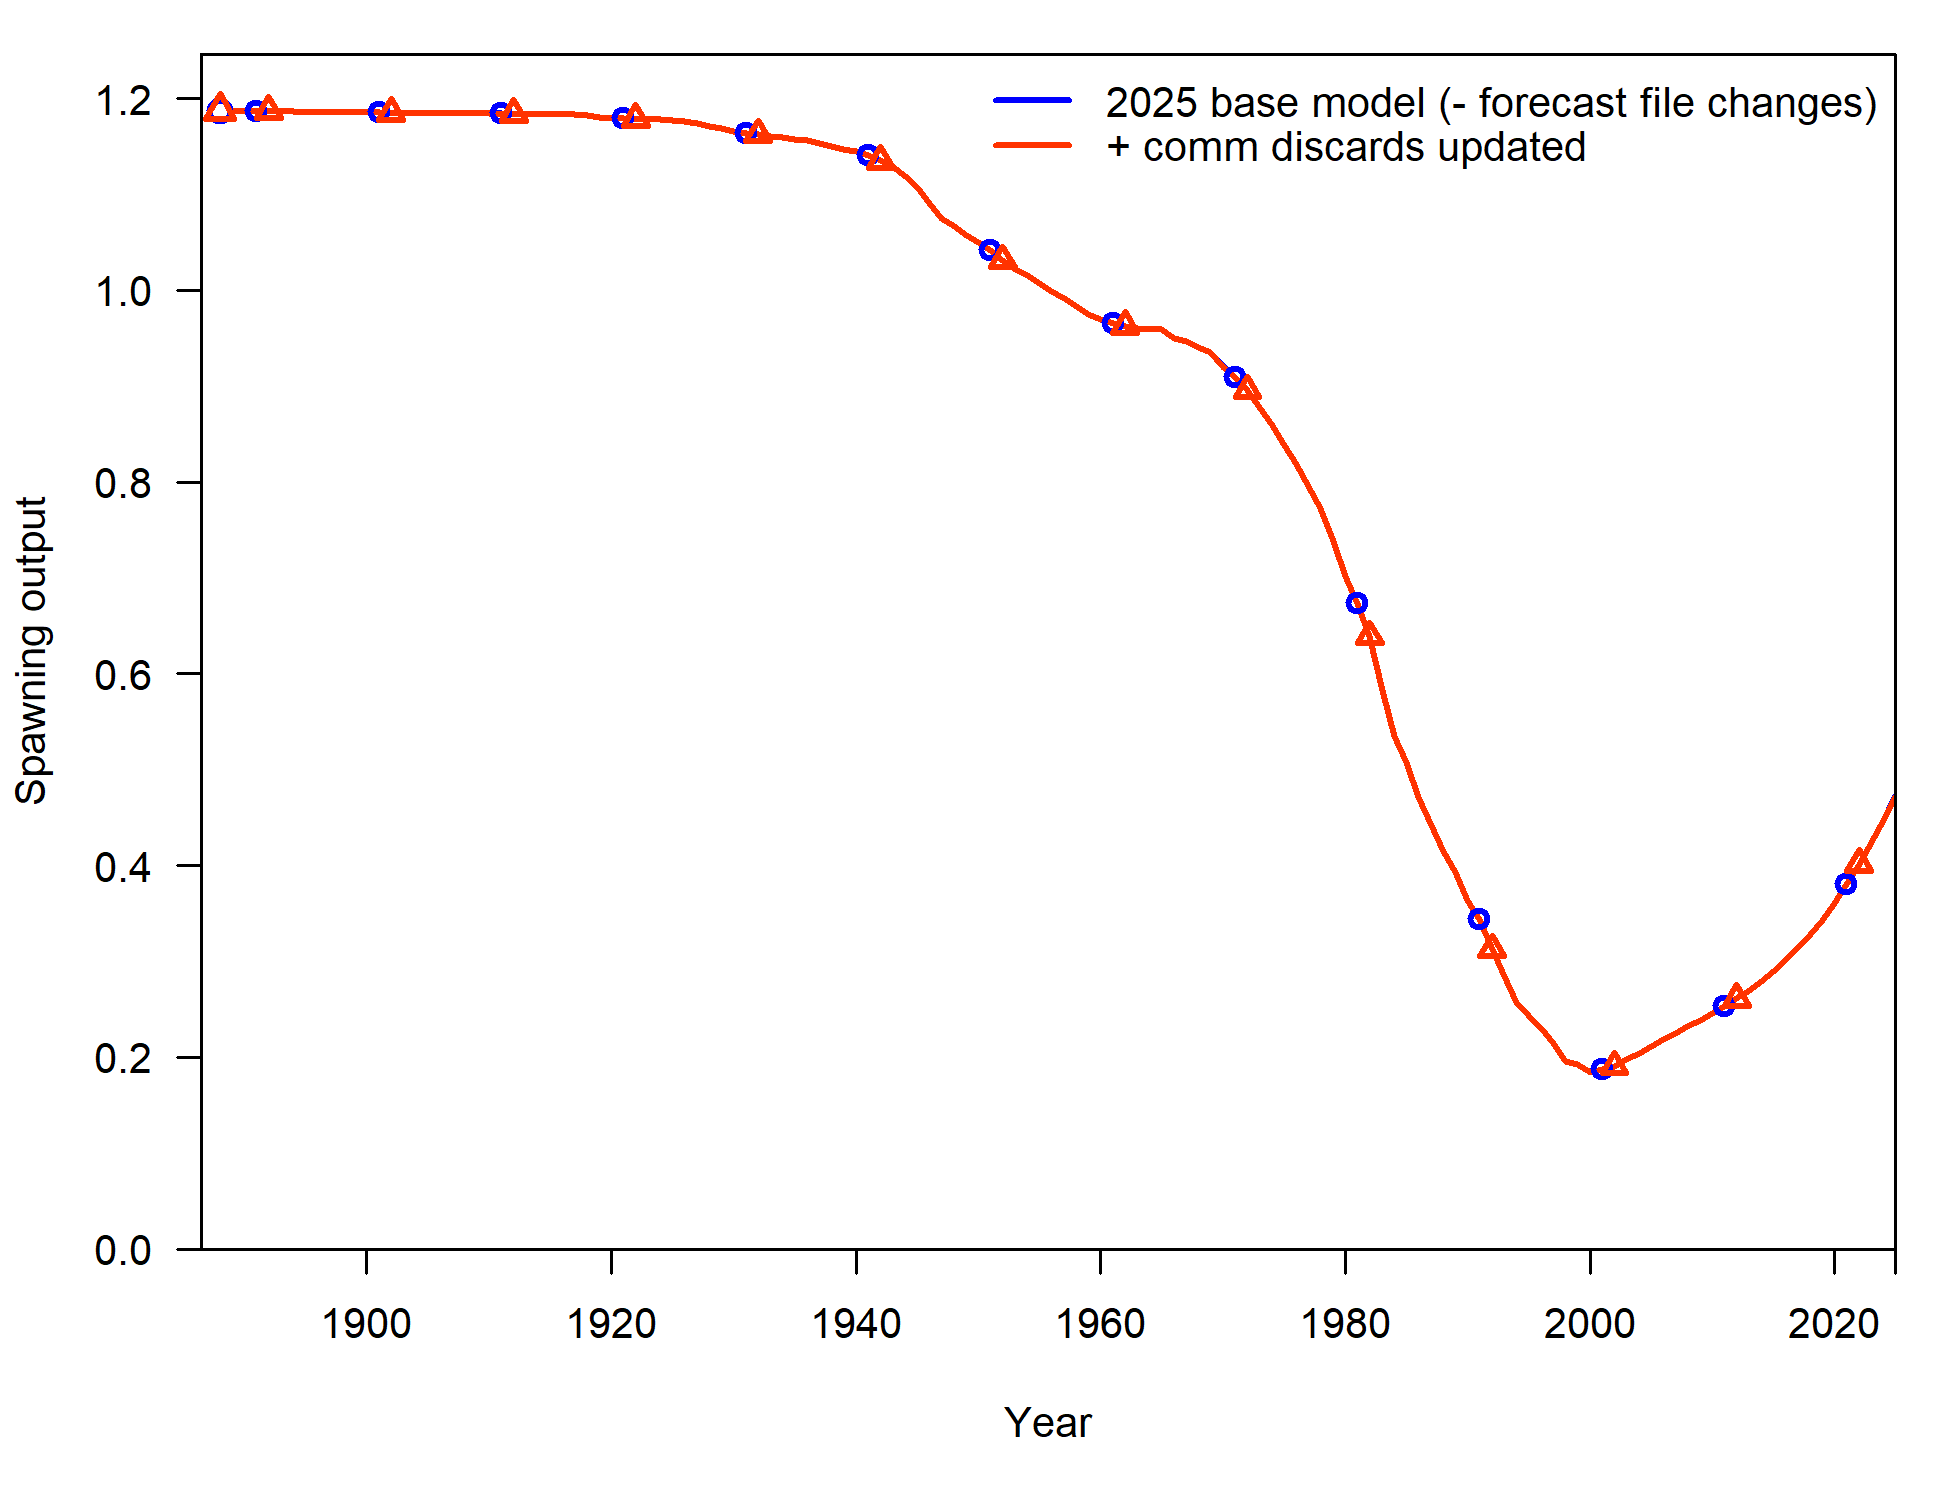 2025 base model (- forecast file changes)
+ comm discards updated
1.2
1.0
0.8
0.6
0.4
0.2
0.0
Spawning output
1900 1920 1940 1960 1980 2000 2020
Year